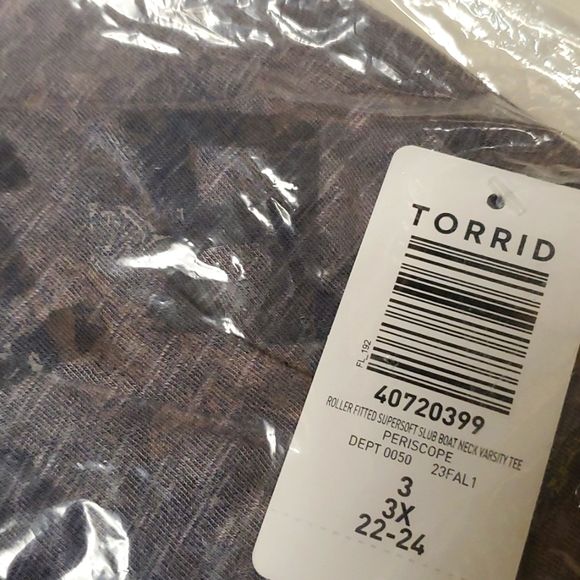 TORRID
FL_192
40720399
ROLLER FITTED SUPERSOFT SLUB BOAT NECK VARSITY TEE
PERISCOPE
DEPT 0050 23FAL1
3
3X
22-24